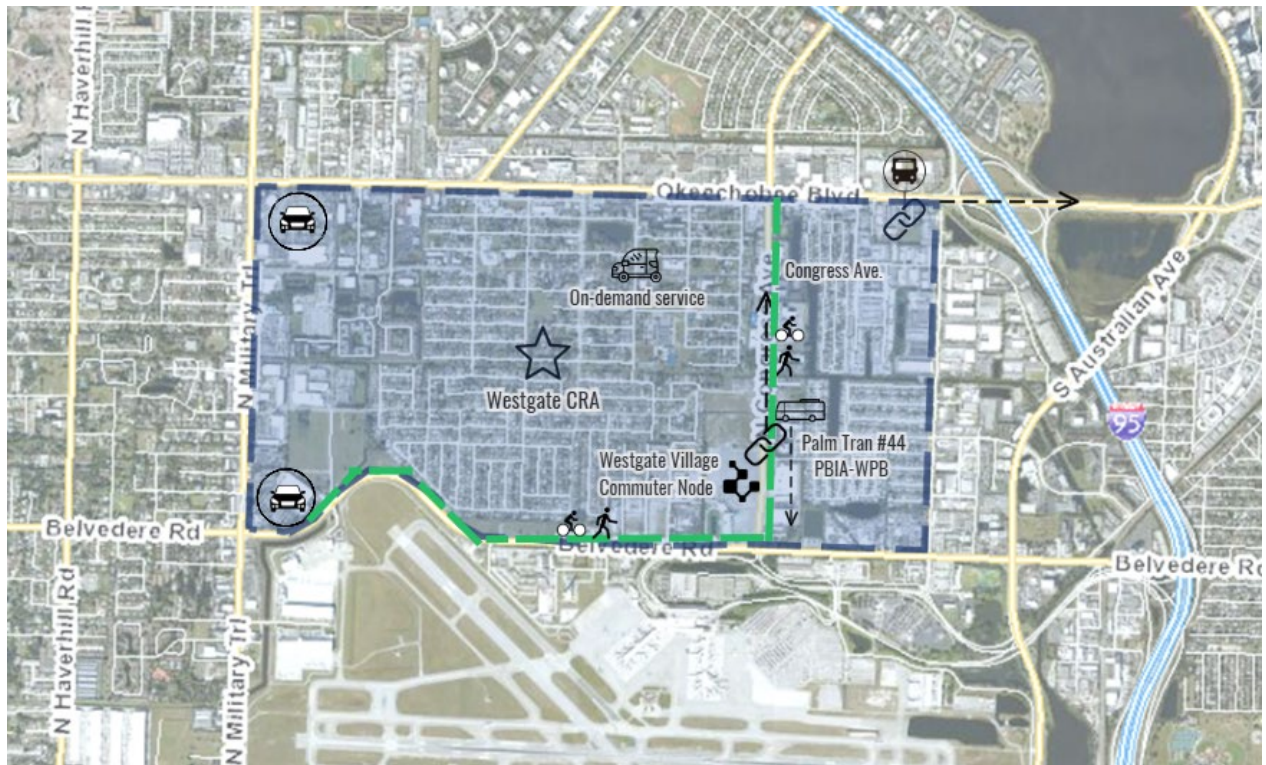 N Haverhill R
Okeechobee Blvd
Congress Ave.
On-demand service
N Military Trl
Ave
S Australian Ave
Westgate CRA
95
Palm Tran #44
PBIA-WPB
Westgate Village
Commuter Node
Belvedere Rd
Belvedere Rd
Belvedere Rd
N Haverhill Rd
N Military Trl